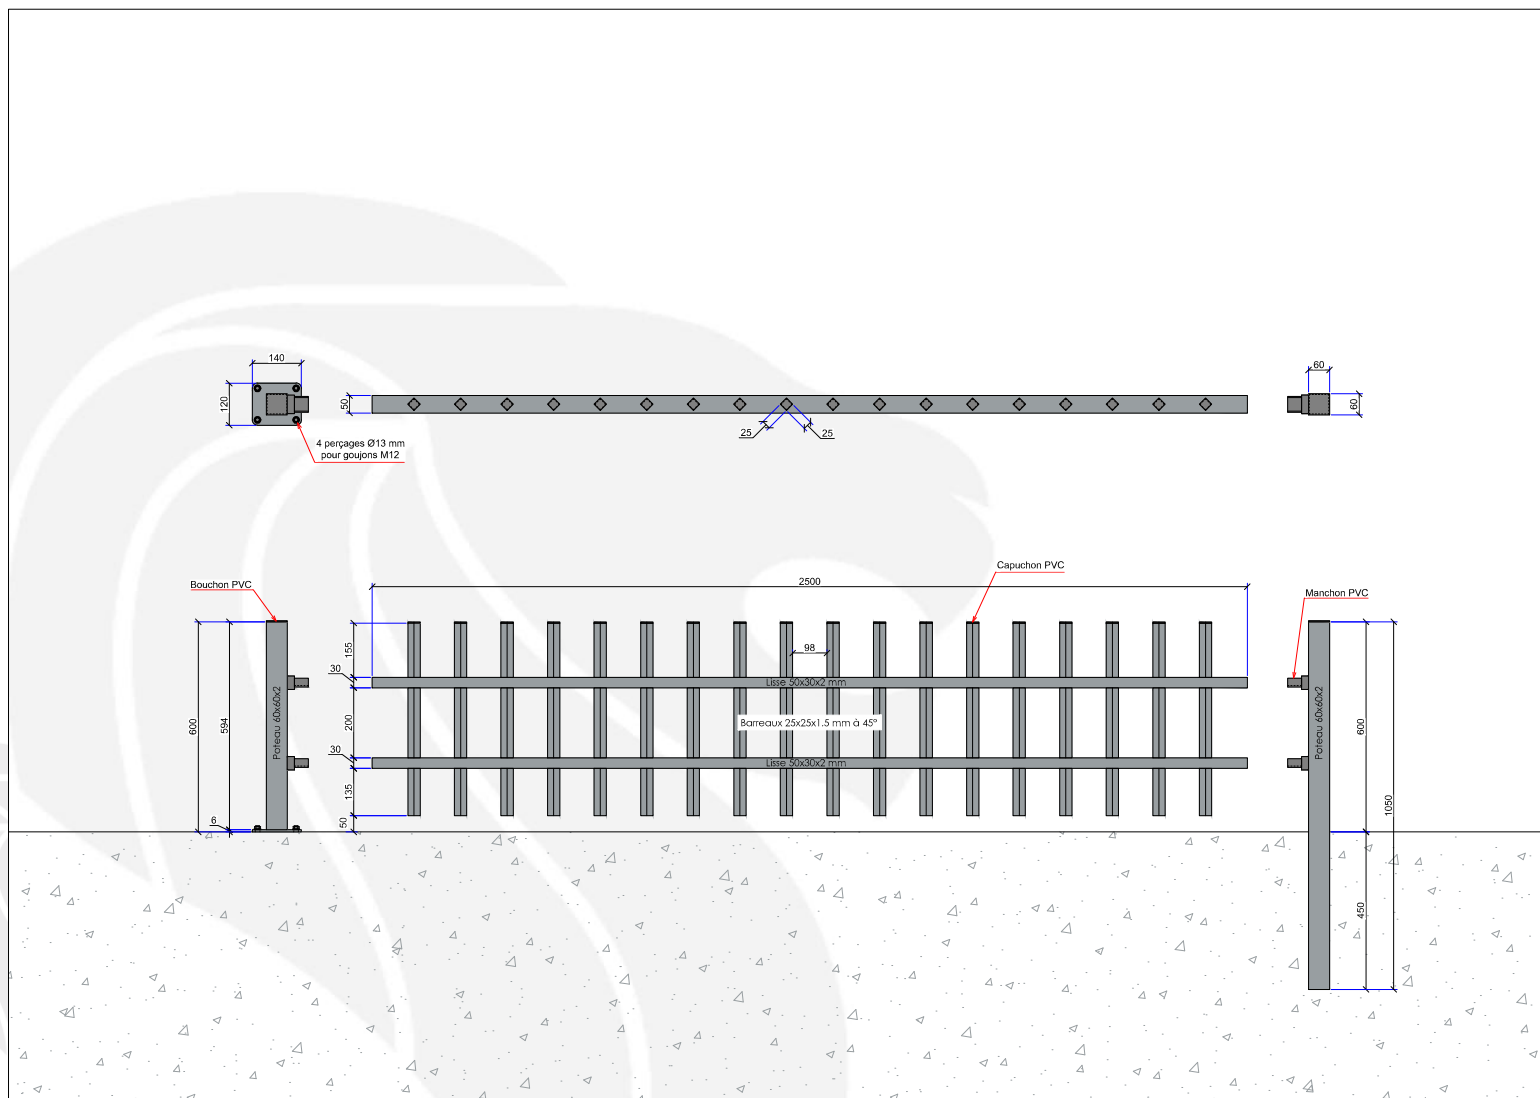 140
120
4 perçages Ø13 mm
pour goujons M12
50
25
25
60
60
Bouchon PVC
2500
Capuchon PVC
Manchon PVC
600
594
6
Poteau 60x60x2
155
30
200
30
135
50
98
Lisse 50x30x2 mm
Barreaux 25x25x1.5 mm à 45°
Lisse 50x30x2 mm
Poteau 60x60x2
600
1050
450